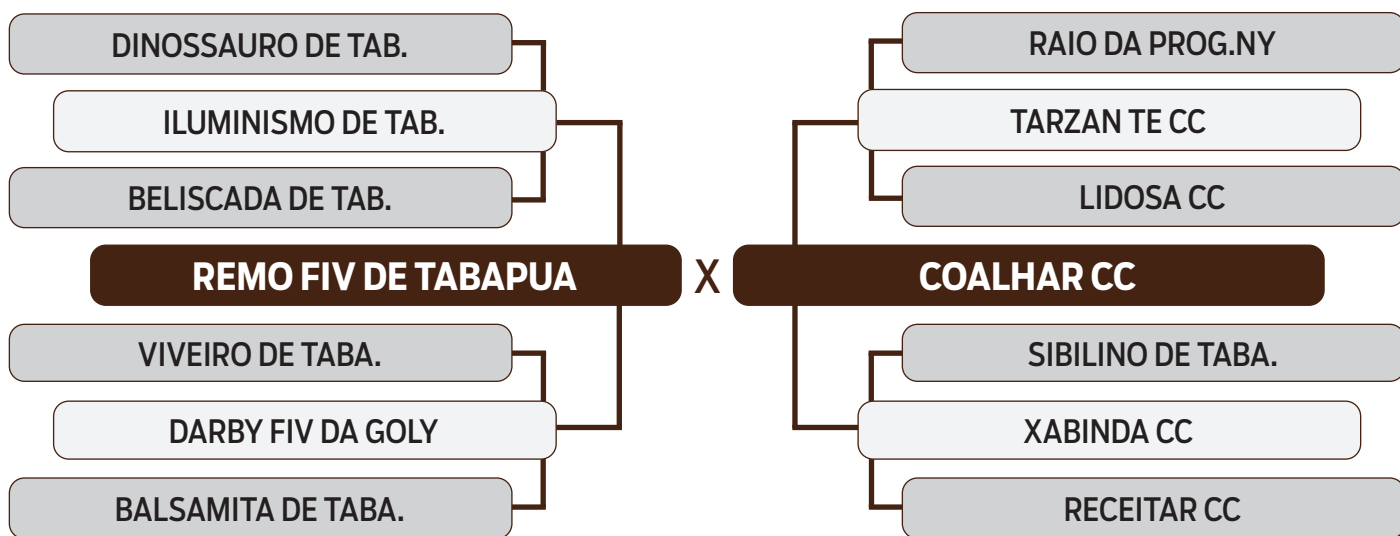 DINOSSAURO DE TAB.
ILUMINISMO DE TAB.
BELISCADA DE TAB.
REMO FIV DE TABAPUA
VIVEIRO DE TABA.
DARBY FIV DA GOLY
BALSAMITA DE TABA.
X
RAIO DA PROG.NY
TARZAN TE CC
LIDOSA CC
COALHAR CC
SIBILINO DE TABA.
XABINDA CC
RECEITAR CC